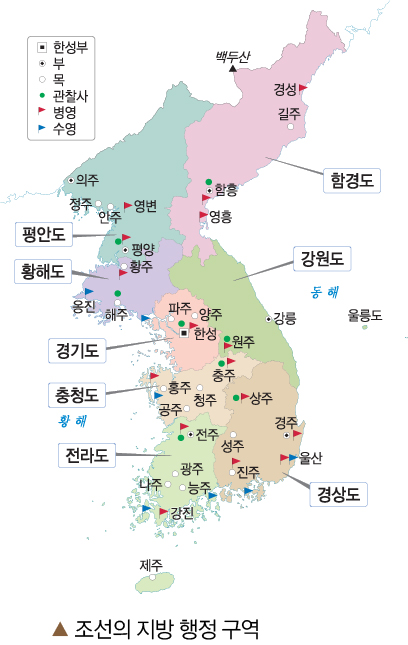 한성부
부
목
관찰사
병영
수영
백두산
경성
길주
함경도
의주
함흥
정주
안주
영변
영흥
평안도
평양
강원도
황해도
황주
동 해
옹진
해주
파주
양주
강릉
울릉도
한성
경기도
원주
충주
충청도
홍주
청주
상주
공주
황 해
전주
성주
경주
전라도
울산
광주
진주
나주
능주
경상도
강진
제주
▲ 조선의 지방 행정 구역